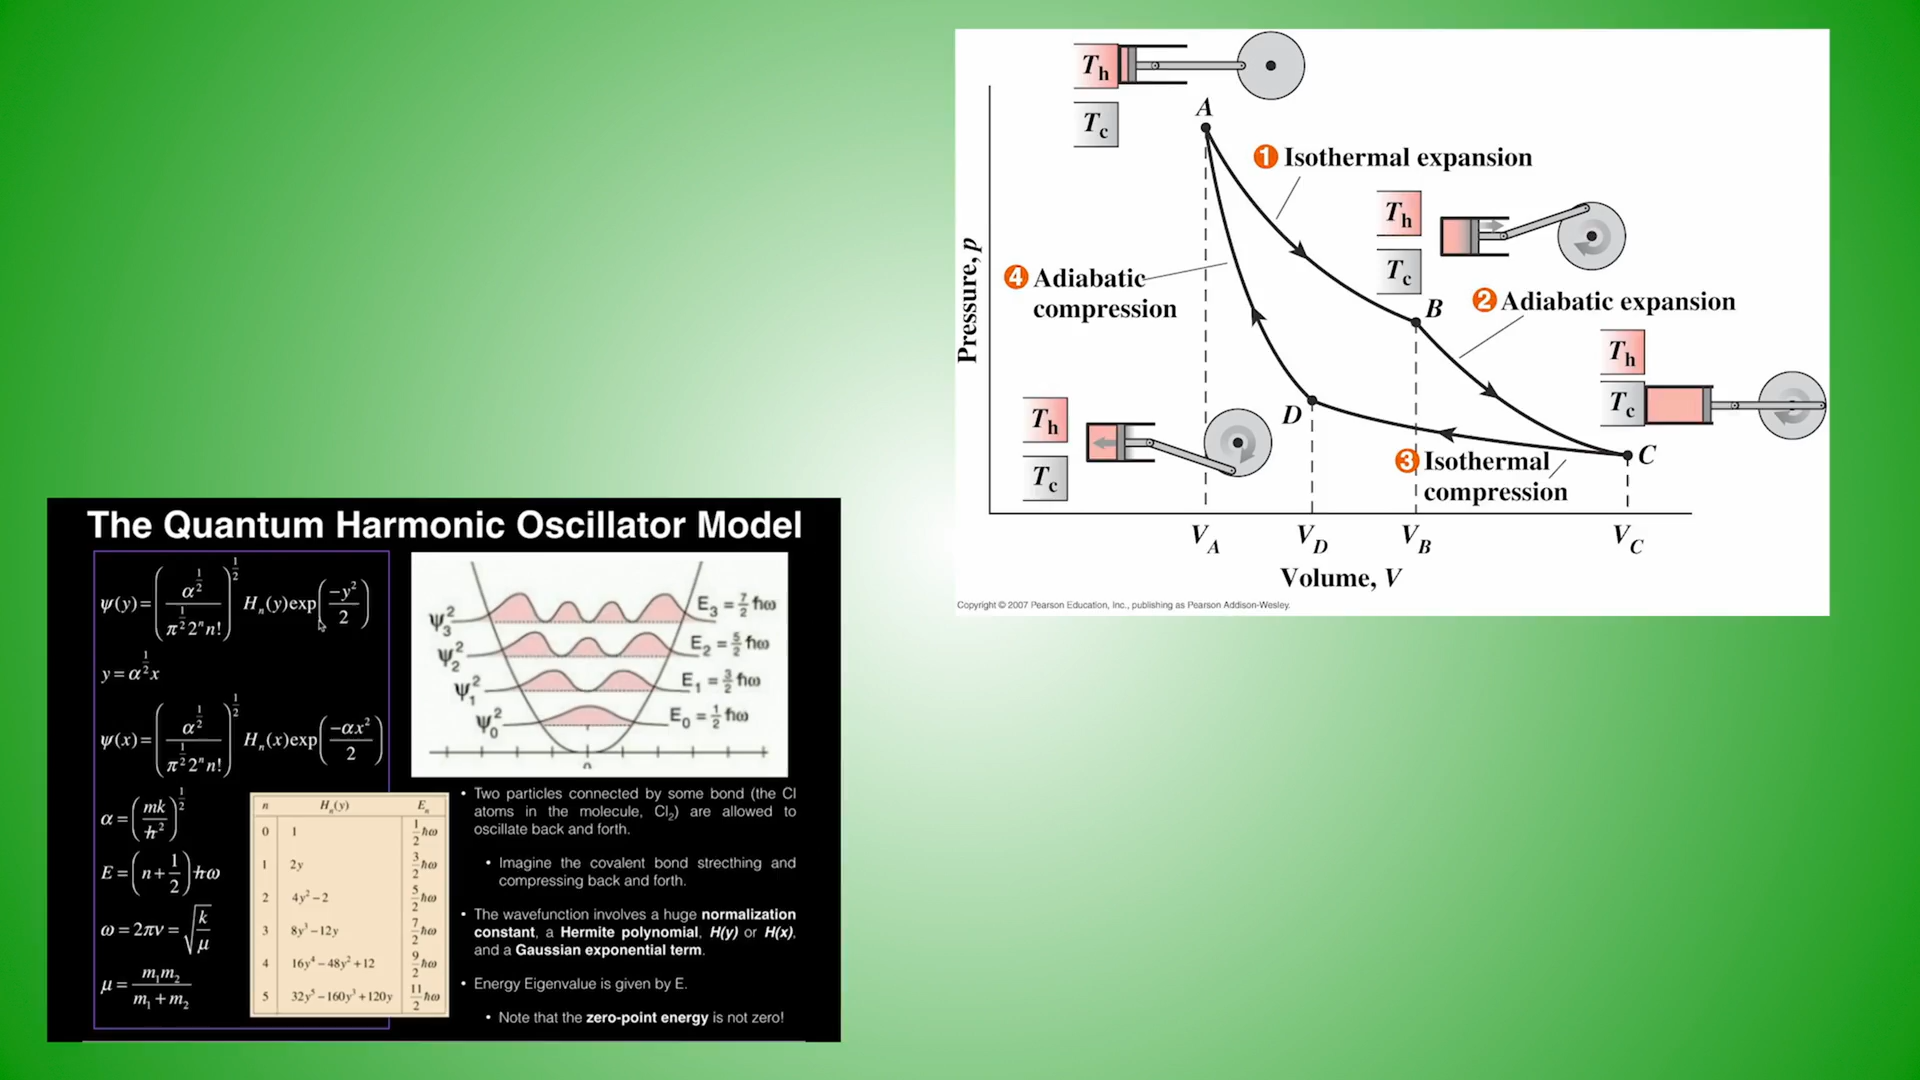 T_h
T_c
A
1 Isothermal expansion
T_h
T_c
4 Adiabatic
compression
B
2 Adiabatic expansion
T_h
T_c
Pressure, p
D
T_h
T_c
3 Isothermal
compression
C
V_A V_D V_B V_C
Volume, V
Copyright © 2007 Pearson Education, Inc., publishing as Pearson Addison-Wesley.
The Quantum Harmonic Oscillator Model
ψ(y) = (α^(1/2) / (π^(1/2) 2^n n!))^(1/2) H_n(y) exp(−y² / 2)
y = α^(1/2) x
ψ(x) = (α^(1/2) / (π^(1/2) 2^n n!))^(1/2) H_n(x) exp(−αx² / 2)
α = (mk / ħ²)^(1/2)
E = (n + 1/2) ħω
ω = 2πν = √(k/μ)
μ = m₁m₂ / (m₁ + m₂)
n H_n(y) E_n
0 1 1/2 ħω
1 2y 3/2 ħω
2 4y² − 2 5/2 ħω
3 8y³ − 12y 7/2 ħω
4 16y⁴ − 48y² + 12 9/2 ħω
5 32y⁵ − 160y³ + 120y 11/2 ħω
ψ₃² E₃ = 7/2 ħω
ψ₂² E₂ = 5/2 ħω
ψ₁² E₁ = 3/2 ħω
ψ₀² E₀ = 1/2 ħω
0
• Two particles connected by some bond (the Cl
atoms in the molecule, Cl₂) are allowed to
oscillate back and forth.
• Imagine the covalent bond strecthing and
compressing back and forth.
• The wavefunction involves a huge normalization
constant, a Hermite polynomial, H(y) or H(x),
and a Gaussian exponential term.
• Energy Eigenvalue is given by E.
• Note that the zero-point energy is not zero!